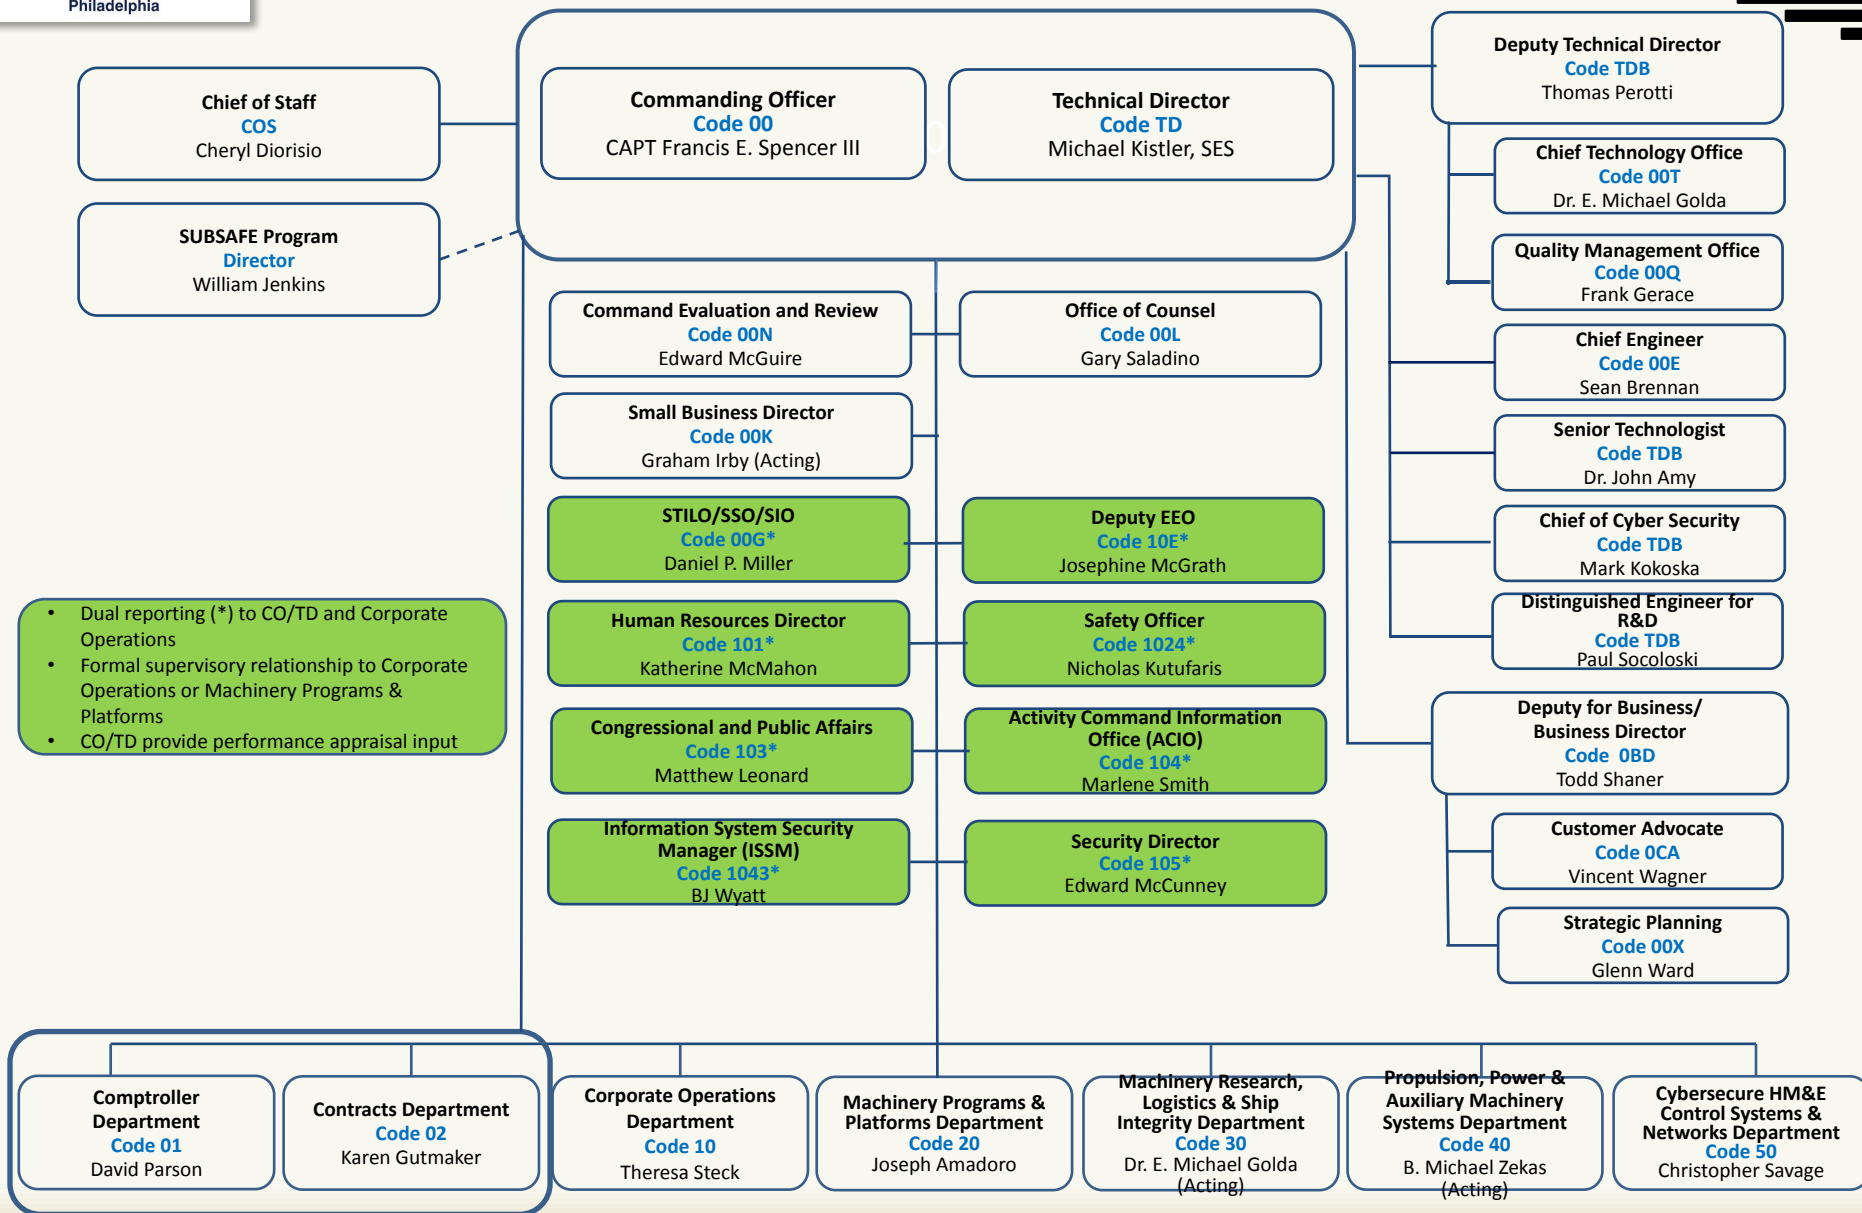 Philadelphia
Chief of Staff
COS
Cheryl Diorisio
SUBSAFE Program
Director
William Jenkins
Commanding Officer
Code 00
CAPT Francis E. Spencer III
Technical Director
Code TD
Michael Kistler, SES
Deputy Technical Director
Code TDB
Thomas Perotti
Chief Technology Office
Code 00T
Dr. E. Michael Golda
Quality Management Office
Code 00Q
Frank Gerace
Chief Engineer
Code 00E
Sean Brennan
Senior Technologist
Code TDB
Dr. John Amy
Chief of Cyber Security
Code TDB
Mark Kokoska
Distinguished Engineer for
R&D
Code TDB
Paul Socoloski
Deputy for Business/
Business Director
Code 0BD
Todd Shaner
Customer Advocate
Code 0CA
Vincent Wagner
Strategic Planning
Code 00X
Glenn Ward
Command Evaluation and Review
Code 00N
Edward McGuire
Office of Counsel
Code 00L
Gary Saladino
Small Business Director
Code 00K
Graham Irby (Acting)
STILO/SSO/SIO
Code 00G*
Daniel P. Miller
Deputy EEO
Code 10E*
Josephine McGrath
Human Resources Director
Code 101*
Katherine McMahon
Safety Officer
Code 1024*
Nicholas Kutufaris
Congressional and Public Affairs
Code 103*
Matthew Leonard
Activity Command Information
Office (ACIO)
Code 104*
Marlene Smith
Information System Security
Manager (ISSM)
Code 1043*
BJ Wyatt
Security Director
Code 105*
Edward McCunney
• Dual reporting (*) to CO/TD and Corporate
Operations
• Formal supervisory relationship to Corporate
Operations or Machinery Programs &
Platforms
• CO/TD provide performance appraisal input
Comptroller
Department
Code 01
David Parson
Contracts Department
Code 02
Karen Gutmaker
Corporate Operations
Department
Code 10
Theresa Steck
Machinery Programs &
Platforms Department
Code 20
Joseph Amadoro
Machinery Research,
Logistics & Ship
Integrity Department
Code 30
Dr. E. Michael Golda
(Acting)
Propulsion, Power &
Auxiliary Machinery
Systems Department
Code 40
B. Michael Zekas
(Acting)
Cybersecure HM&E
Control Systems &
Networks Department
Code 50
Christopher Savage